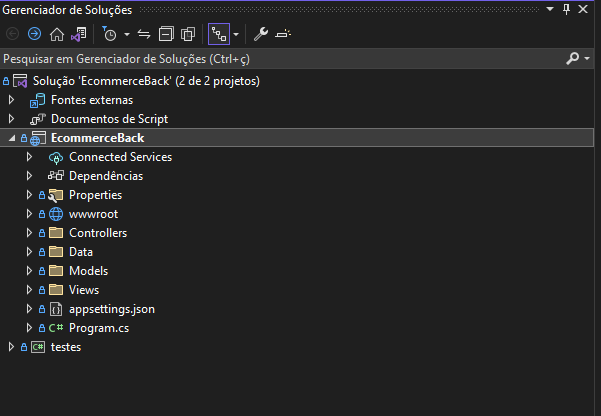 Gerenciador de Soluções
Pesquisar em Gerenciador de Soluções (Ctrl+ç)
Solução 'EcommerceBack' (2 de 2 projetos)
Fontes externas
Documentos de Script
EcommerceBack
Connected Services
Dependências
Properties
wwwroot
Controllers
Data
Models
Views
appsettings.json
C# Program.cs
C# testes